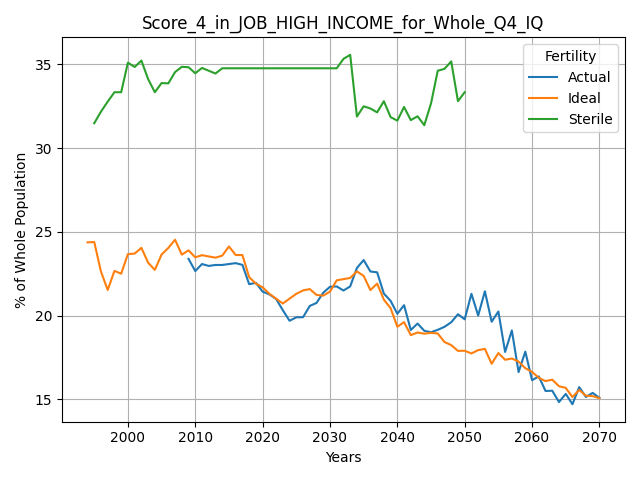 Score_4_in_JOB_HIGH_INCOME_for_Whole_Q4_IQ
Fertility
Actual
Ideal
Sterile
% of Whole Population
35
30
25
20
15
2000
2010
2020
2030
2040
2050
2060
2070
Years